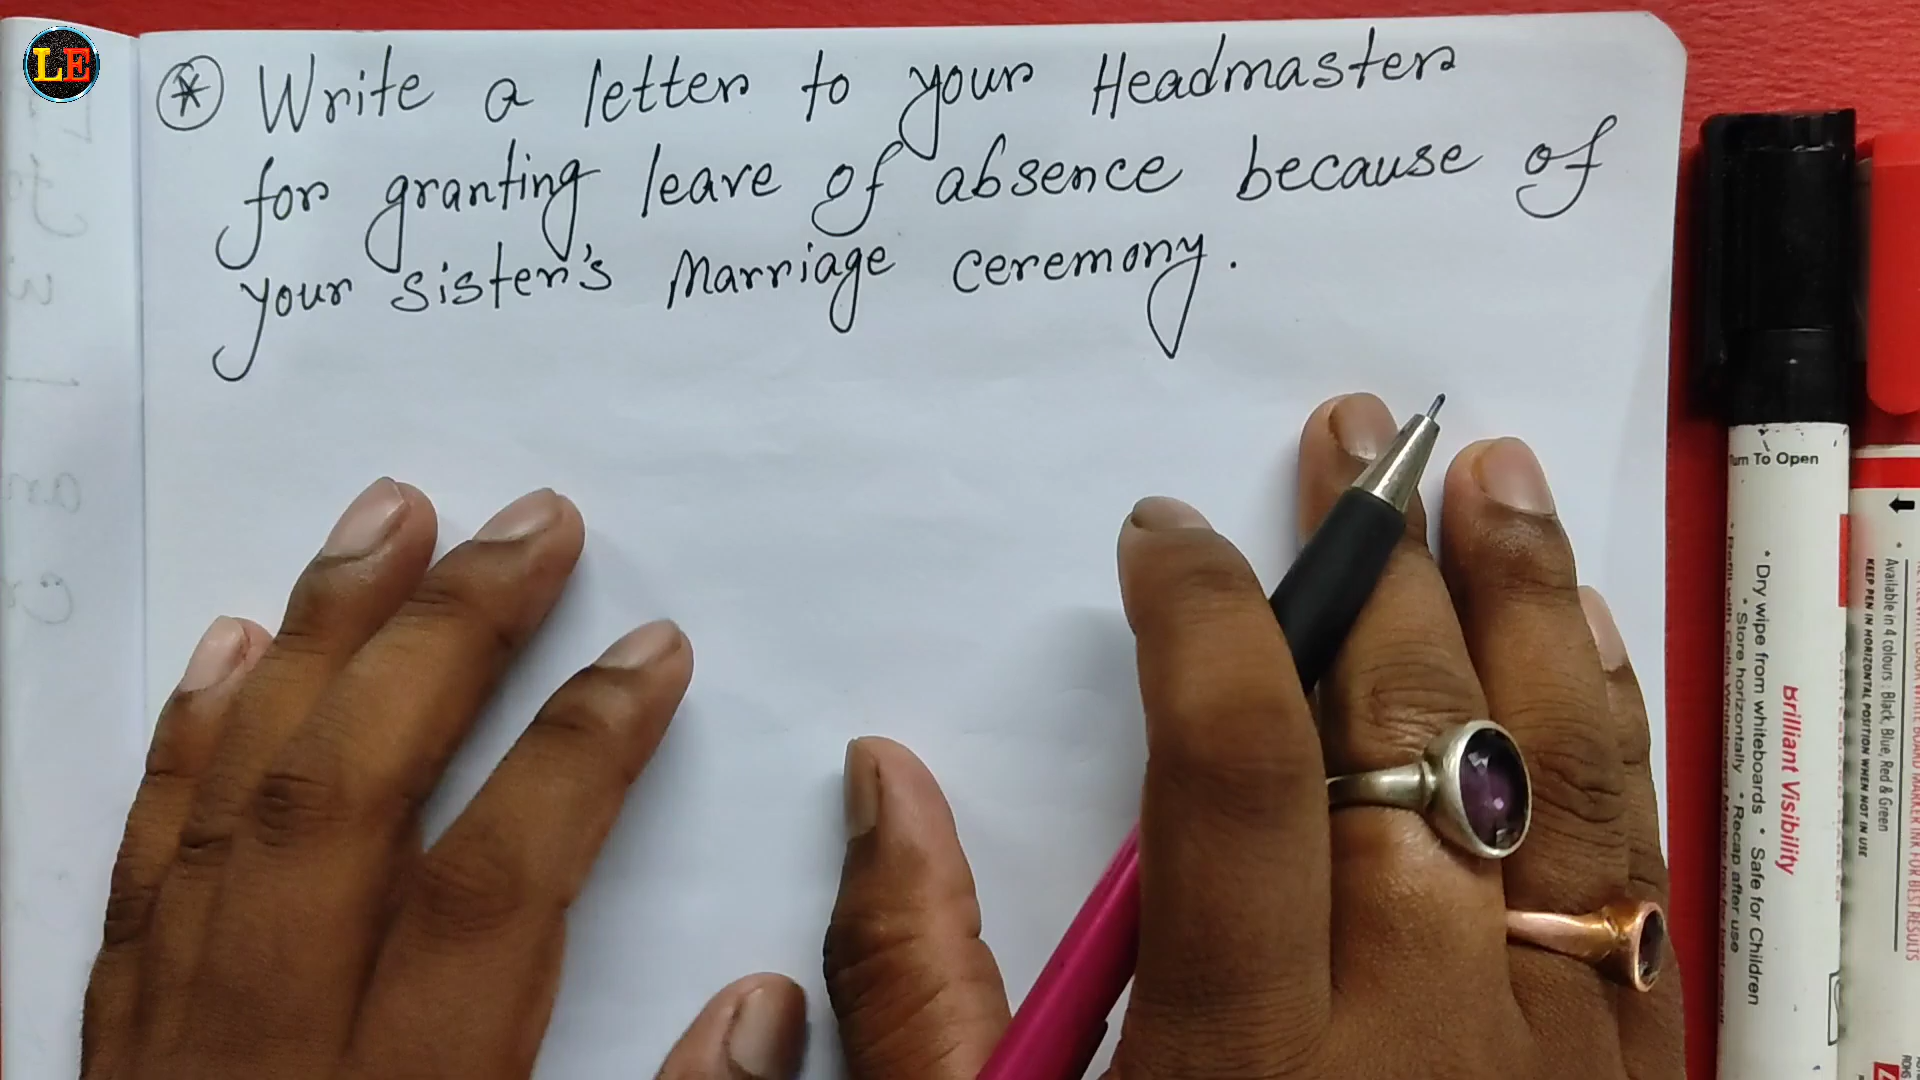 LE
Write a letter to your Headmaster
for granting leave of absence because of
your sister's Marriage ceremony.
Turn To Open
Brilliant Visibility
• Dry wipe from whiteboards • Safe for Children
• Store horizontally • Recap after use
Available in 4 colours : Black, Blue, Red & Green
KEEP PEN IN HORIZONTAL POSITION WHEN NOT IN USE